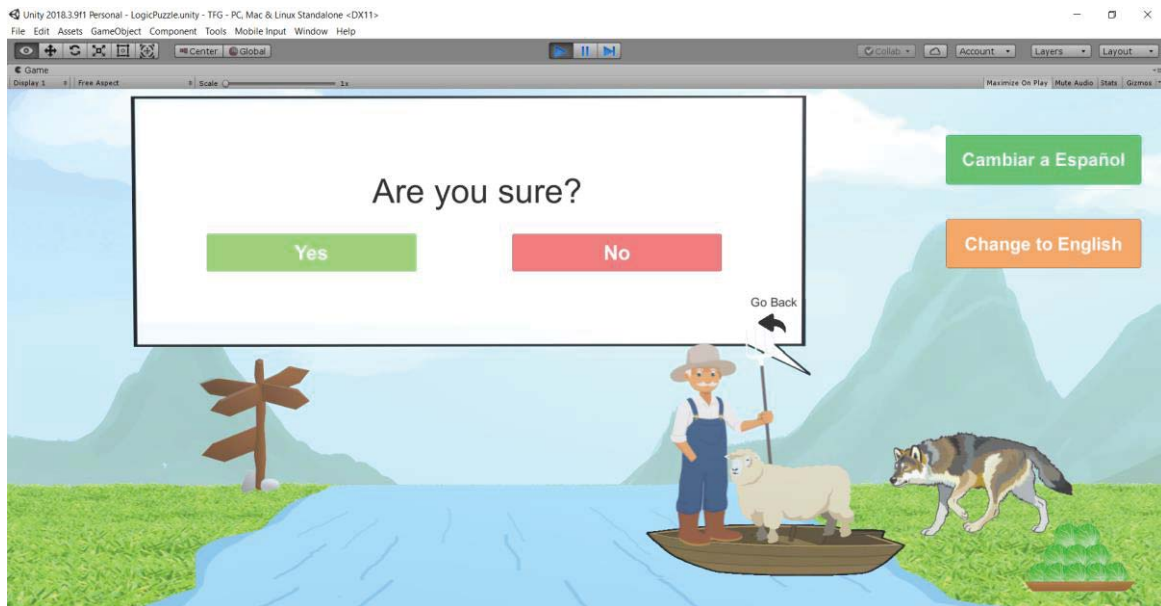 Unity 2018.3.9f1 Personal - LogicPuzzle.unity - TFG - PC, Mac & Linux Standalone <DX11>
File Edit Assets GameObject Component Tools Mobile Input Window Help
Center Global Collab Account Layers Layout
Game
Display 1 Free Aspect Scale 1x Maximize On Play Mute Audio Stats Gizmos
Are you sure?
Yes No
Go Back
Cambiar a Español
Change to English